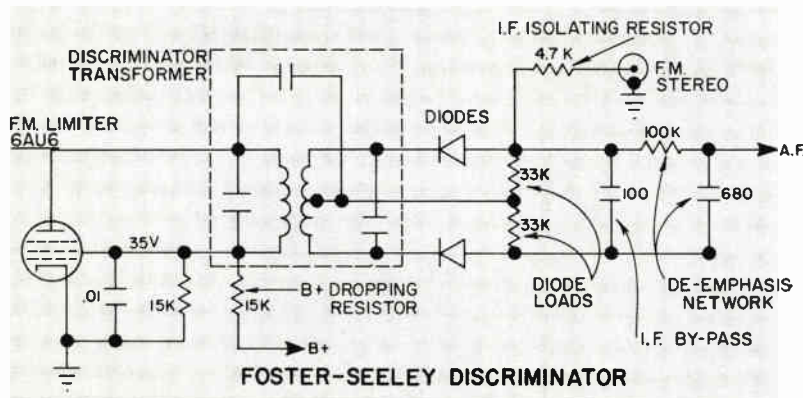 I.F. ISOLATING RESISTOR
4.7 K
DISCRIMINATOR
TRANSFORMER
F.M.
STEREO
F.M. LIMITER
6AU6
DIODES
100K
A.F.
33K
33K
100
680
35V
.01
15K
15K
B+ DROPPING
RESISTOR
DIODE
LOADS
DE-EMPHASIS
NETWORK
B+
I.F. BY-PASS
FOSTER-SEELEY DISCRIMINATOR